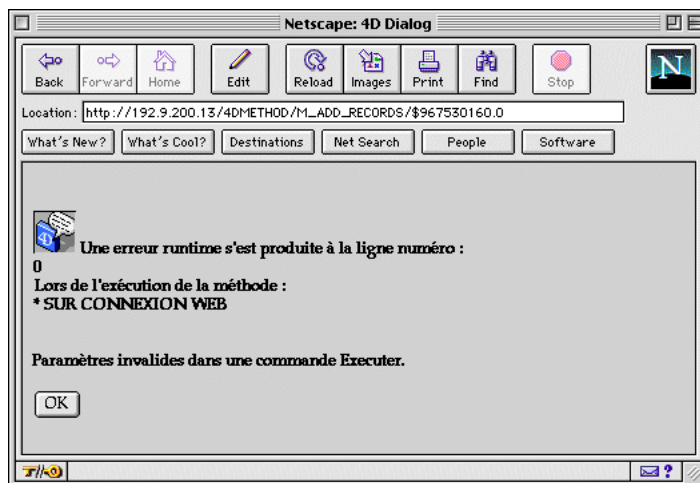 Netscape: 4D Dialog
Back Forward Home Edit Reload Images Print Find Stop
N
Location: http://192.9.200.13/4DMETHOD/M_ADD_RECORDS/$967530160.0
What's New? What's Cool? Destinations Net Search People Software
4D Une erreur runtime s'est produite à la ligne numéro :
0
Lors de l'exécution de la méthode :
* SUR CONNEXION WEB
Paramètres invalides dans une commande Executer.
OK
?